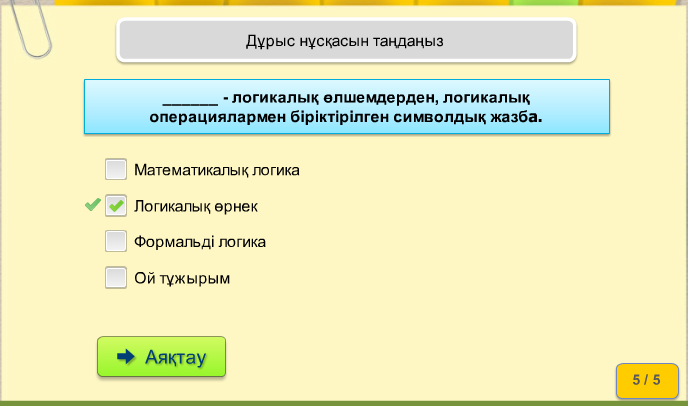 Дұрыс нұсқасын таңдаңыз
______ - логикалық өлшемдерден, логикалық
операциялармен біріктірілген символдық жазба.
Математикалық логика
Логикалық өрнек
Формальді логика
Ой тұжырым
Аяқтау
5 / 5